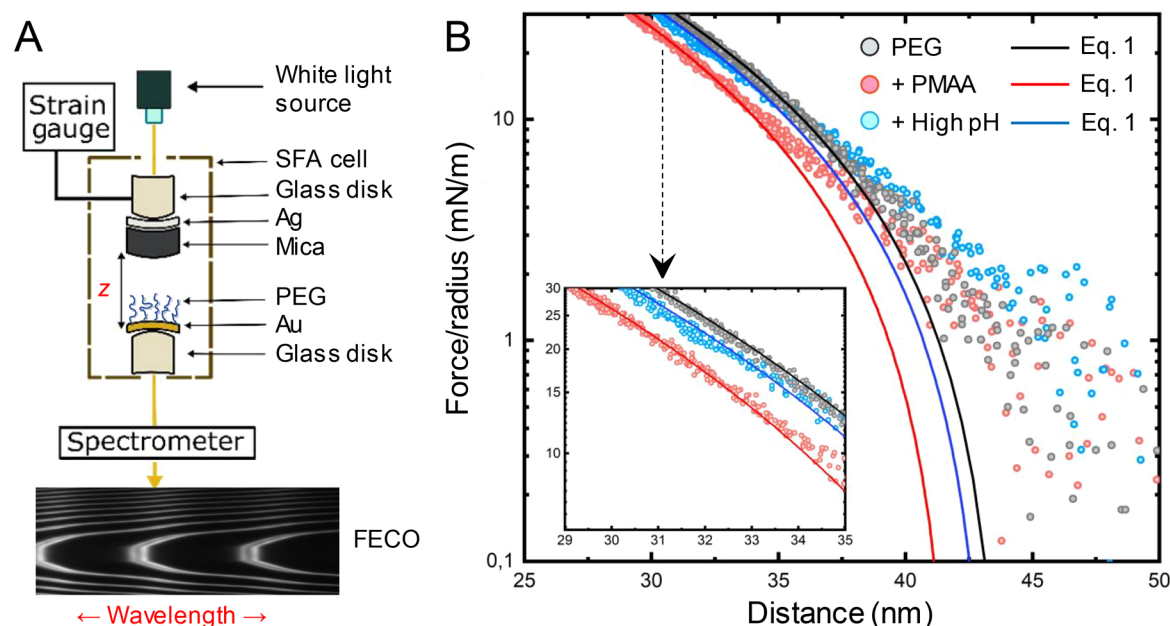 A
White light
source
Strain
gauge
SFA cell
Glass disk
Ag
Mica
z
PEG
Au
Glass disk
Spectrometer
FECO
← Wavelength →
B
Force/radius (mN/m)
10
1
0,1
PEG
Eq. 1
+ PMAA
Eq. 1
+ High pH
Eq. 1
30
25
20
15
10
29 30 31 32 33 34 35
25 30 35 40 45 50
Distance (nm)